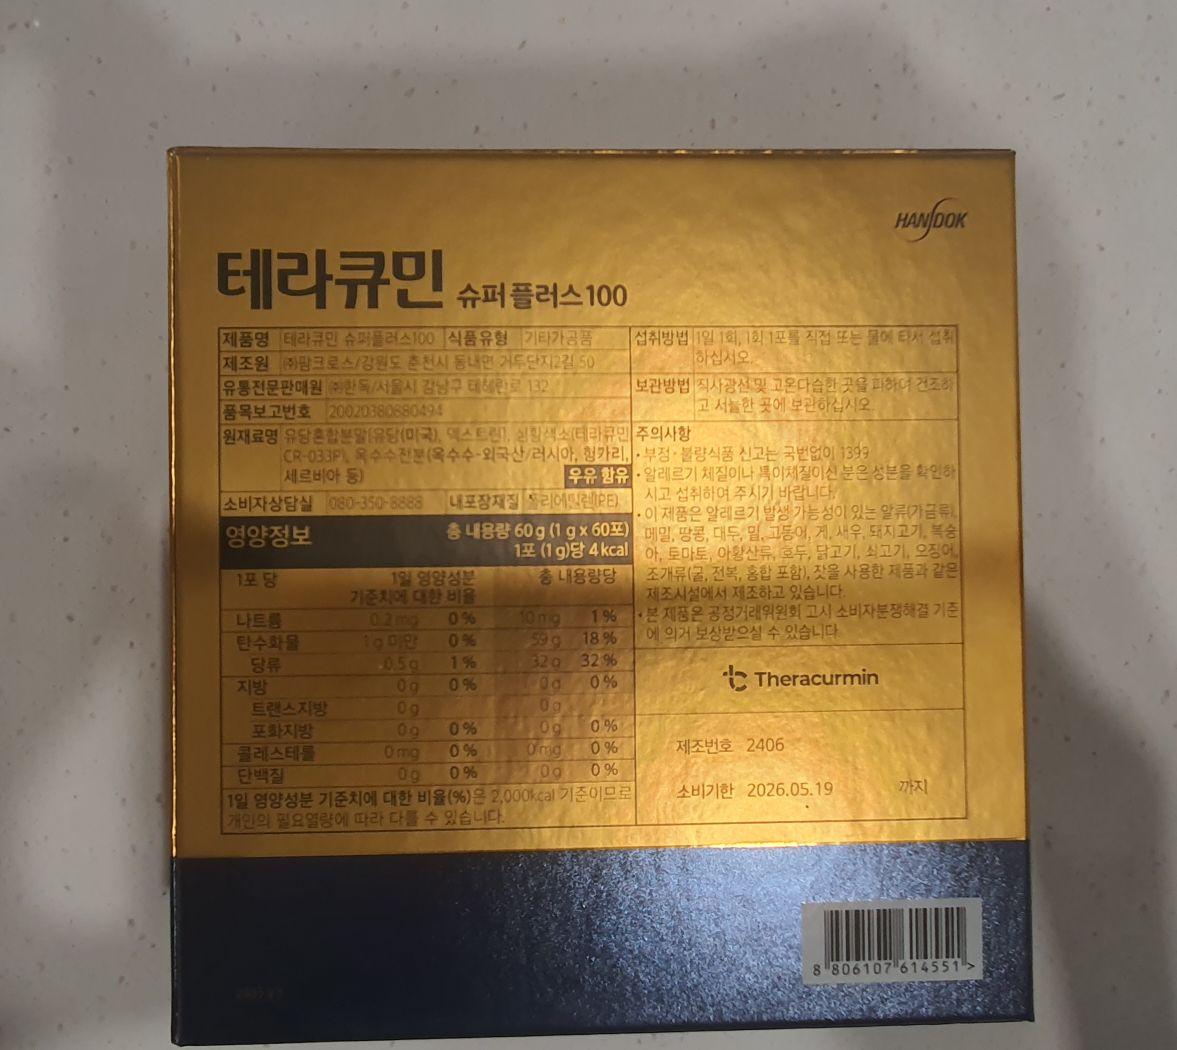 HANDOK
테라큐민 슈퍼플러스100
제품명 테라큐민 슈퍼플러스100 식품유형 기타가공품
제조원 ㈜팜크로스/강원도 춘천시 동내면 거두단지2길 50
유통전문판매원 ㈜한독/서울시 강남구 테헤란로 132
품목보고번호 20020380880494
원재료명 유당혼합분말(유당(미국), 덱스트린), 심황색소(테라큐민
CR-033P), 옥수수전분(옥수수-외국산/러시아, 헝가리,
세르비아 등)
우유 함유
소비자상담실 080-350-8888 내포장재질 폴리에틸렌(PE)
영양정보 총 내용량 60g (1 g x 60포)
1포 (1 g)당 4 kcal
1포 당 1일 영양성분 총 내용량당
기준치에 대한 비율
나트륨 0.2 mg 0 % 10 mg 1 %
탄수화물 1 g 미만 0 % 59 g 18 %
당류 0.5 g 1 % 32 g 32 %
지방 0 g 0 % 0 g 0 %
트랜스지방 0 g 0 g
포화지방 0 g 0 % 0 g 0 %
콜레스테롤 0 mg 0 % 0 mg 0 %
단백질 0 g 0 % 0 g 0 %
1일 영양성분 기준치에 대한 비율(%)은 2,000kcal 기준이므로
개인의 필요열량에 따라 다를 수 있습니다.
섭취방법 1일 1회, 1회 1포를 직접 또는 물에 타서 섭취
하십시오.
보관방법 직사광선 및 고온다습한 곳을 피하여 건조하
고 서늘한 곳에 보관하십시오.
주의사항
• 부정·불량식품 신고는 국번없이 1399
• 알레르기 체질이나 특이체질이신 분은 성분을 확인하
시고 섭취하여 주시기 바랍니다.
• 이 제품은 알레르기 발생 가능성이 있는 알류(가금류),
메밀, 땅콩, 대두, 밀, 고등어, 게, 새우, 돼지고기, 복숭
아, 토마토, 아황산류, 호두, 닭고기, 쇠고기, 오징어,
조개류(굴, 전복, 홍합 포함), 잣을 사용한 제품과 같은
제조시설에서 제조하고 있습니다.
• 본 제품은 공정거래위원회 고시 소비자분쟁해결 기준
에 의거 보상받으실 수 있습니다.
Theracurmin
제조번호 2406
소비기한 2026.05.19 까지
8 806107 614551 >